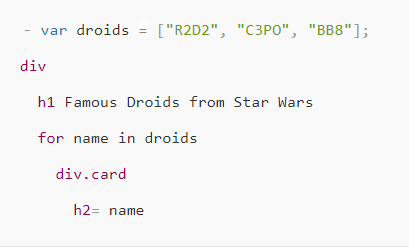 - var droids = ["R2D2", "C3PO", "BB8"];
div
h1 Famous Droids from Star Wars
for name in droids
div.card
h2= name